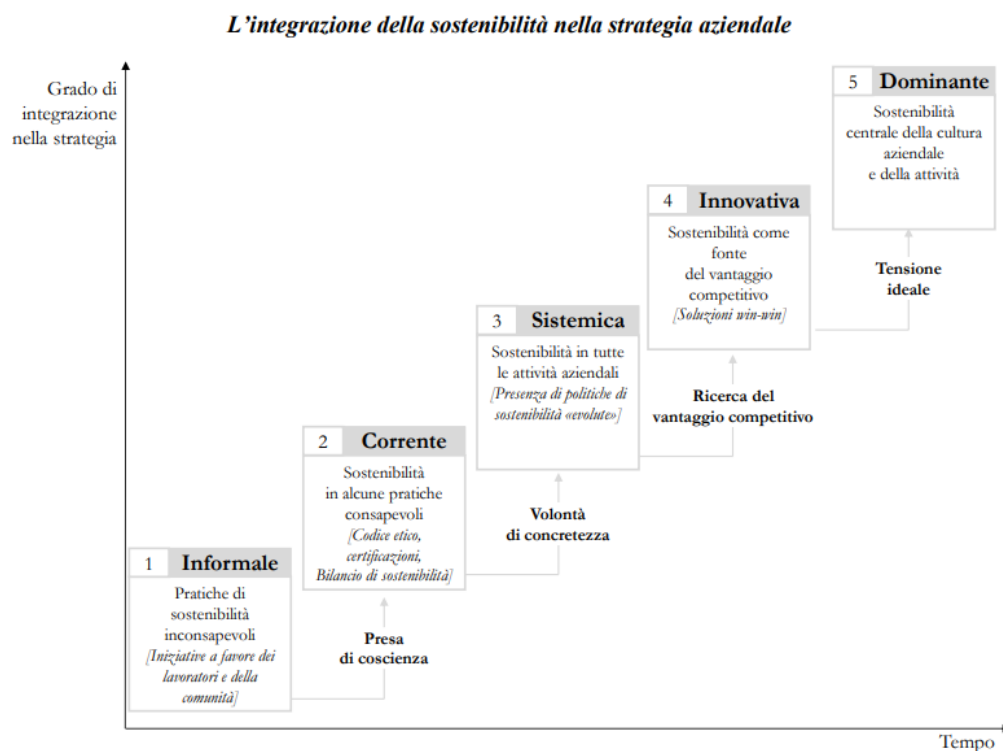 L'integrazione della sostenibilità nella strategia aziendale
Grado di
integrazione
nella strategia
5 Dominante
Sostenibilità
centrale della cultura
aziendale
e della attività
4 Innovativa
Sostenibilità come
fonte
del vantaggio
competitivo
[Soluzioni win-win]
Tensione
ideale
3 Sistemica
Sostenibilità in tutte
le attività aziendali
[Presenza di politiche di
sostenibilità «evolute»]
Ricerca del
vantaggio competitivo
2 Corrente
Sostenibilità
in alcune pratiche
consapevoli
[Codice etico,
certificazioni,
Bilancio di sostenibilità]
Volontà
di concretezza
1 Informale
Pratiche di
sostenibilità
inconsapevoli
[Iniziative a favore dei
lavoratori e della
comunità]
Presa
di coscienza
Tempo